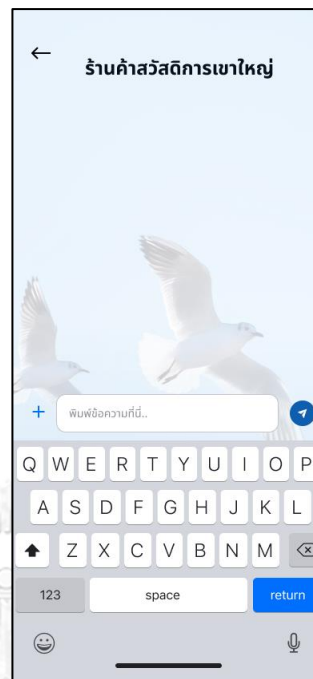 ร้านค้าสวัสดิการเขาใหญ่
พิมพ์ข้อความที่นี่..
Q W E R T Y U I O P
A S D F G H J K L
Z X C V B N M
123 space return